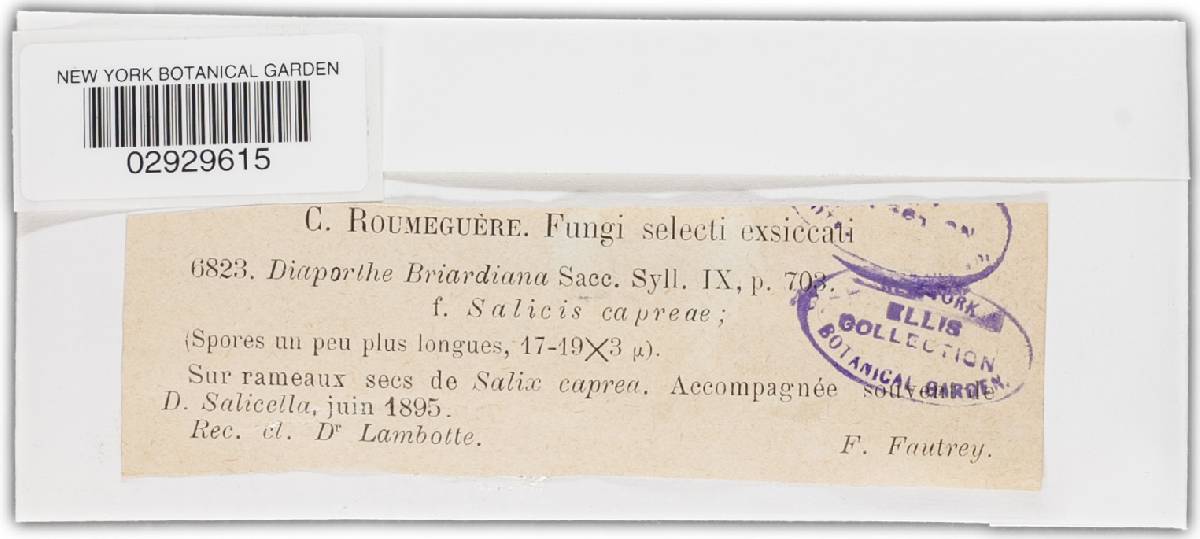 NEW YORK BOTANICAL GARDEN
02929615
C. ROUMEGUÈRE. Fungi selecti exsiccati
6823. Diaporthe Briardiana Sacc. Syll. IX, p. 703.
f. Salicis capreae;
(Spores un peu plus longues, 17-19×3 µ).
Sur rameaux secs de Salix caprea. Accompagnée souvent de
D. Salicella, juin 1895.
Rec. cl. Dr Lambotte.
F. Fautrey.
NEW YORK
ELLIS
COLLECTION
BOTANICAL GARDEN.